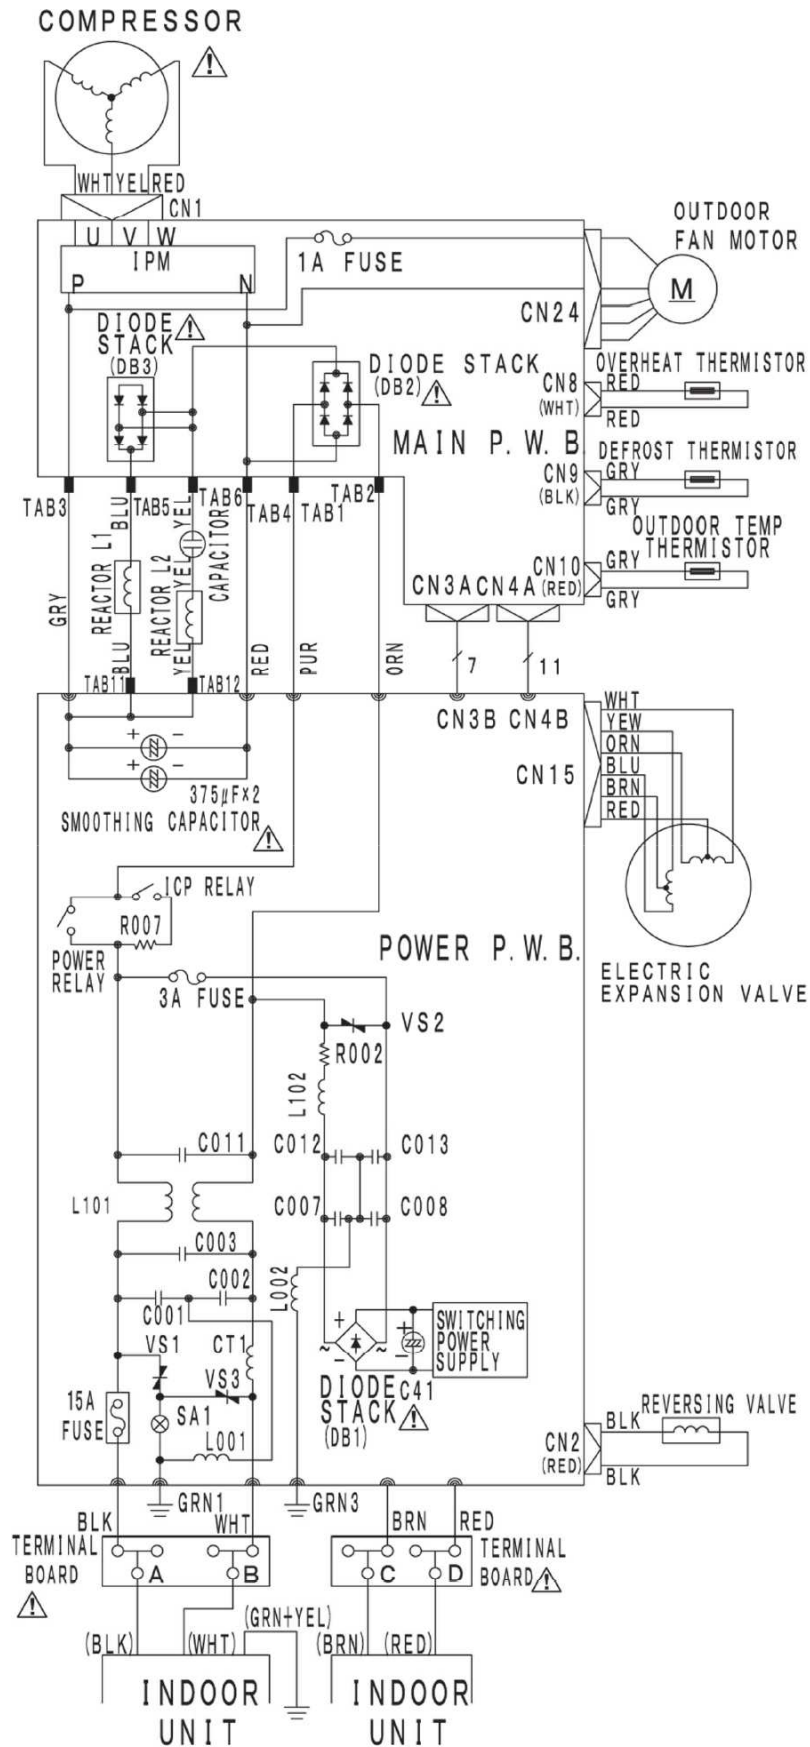 COMPRESSOR
WHT YEL RED
CN1
U V W
IPM
P N
1A FUSE
OUTDOOR
FAN MOTOR
M
CN24
DIODE
STACK
(DB3)
DIODE STACK
(DB2)
OVERHEAT THERMISTOR
CN8
(WHT)
RED
RED
MAIN P. W. B.
DEFROST THERMISTOR
CN9
(BLK)
GRY
GRY
OUTDOOR TEMP
THERMISTOR
CN10
(RED)
GRY
GRY
TAB3
BLU
TAB5
YEL
TAB6
TAB4
TAB1
TAB2
GRY
REACTOR L1
BLU
REACTOR L2
YEL
YEL
CAPACITOR
RED
PUR
ORN
CN3A CN4A
7
11
TAB11
TAB12
CN3B CN4B
+ -
+ -
375μF×2
SMOOTHING CAPACITOR
CN15
WHT
YEW
ORN
BLU
BRN
RED
ELECTRIC
EXPANSION VALVE
ICP RELAY
R007
POWER
RELAY
POWER P. W. B.
3A FUSE
VS2
R002
L102
C011
C012
C013
L101
C007
C008
C003
C002
C001
L002
VS1
CT1
VS3
15A
FUSE
SA1
L001
+
~ ~
-
+
-
SWITCHING
POWER
SUPPLY
DIODE
STACK
(DB1)
C41
REVERSING VALVE
CN2
(RED)
BLK
BLK
GRN1
GRN3
BLK
WHT
BRN
RED
TERMINAL
BOARD
A
B
C
D
TERMINAL
BOARD
(BLK)
(WHT)
(GRN+YEL)
(BRN)
(RED)
INDOOR
UNIT
INDOOR
UNIT